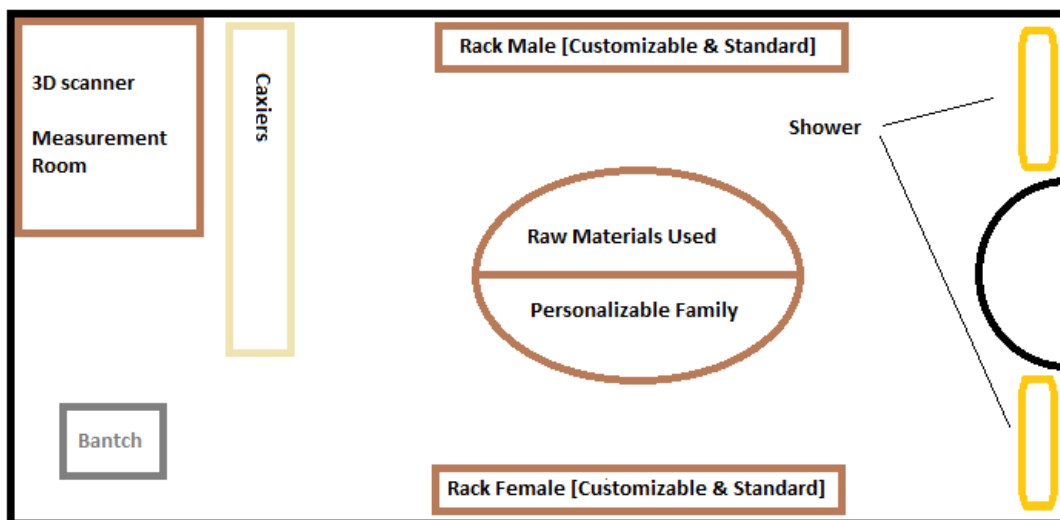 3D scanner
Measurement
Room
Caxiers
Rack Male [Customizable & Standard]
Shower
Raw Materials Used
Personalizable Family
Bantch
Rack Female [Customizable & Standard]